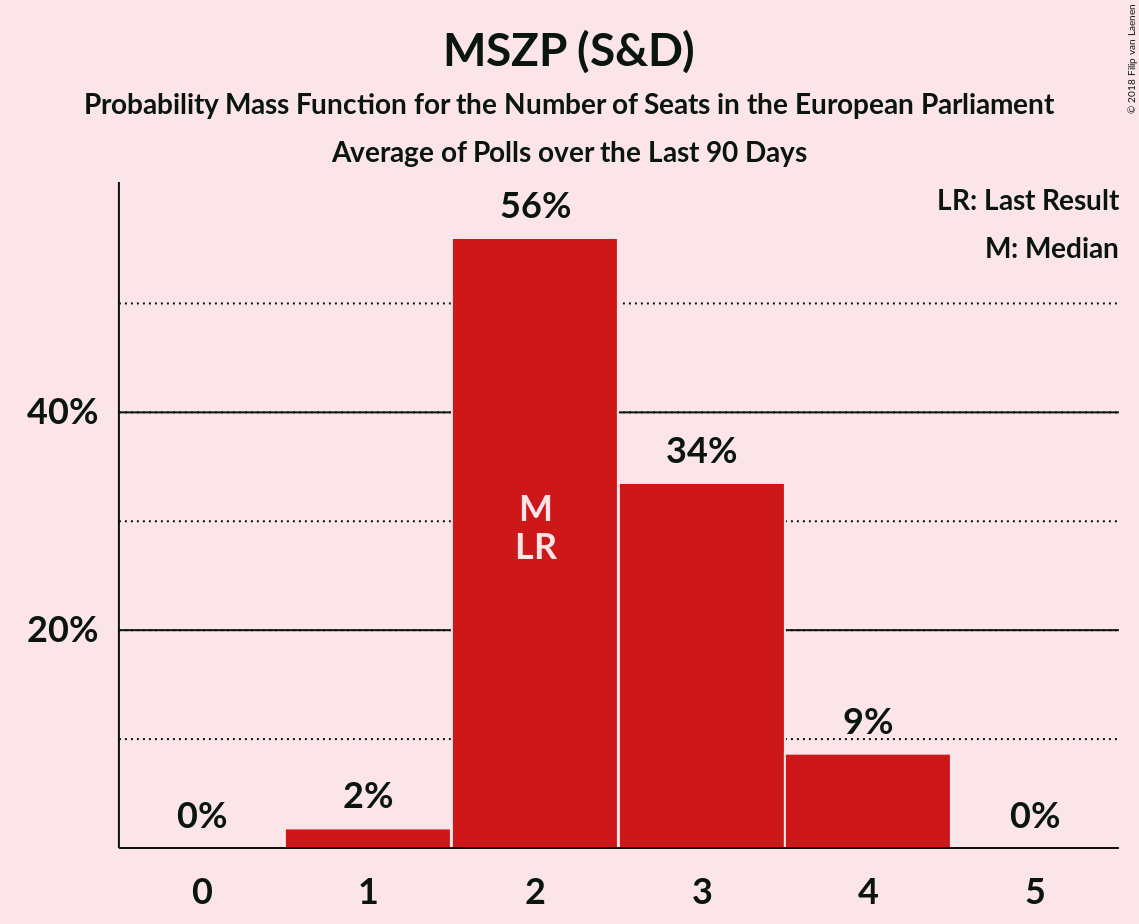 MSZP (S&D)
Probability Mass Function for the Number of Seats in the European Parliament
Average of Polls over the Last 90 Days
© 2018 Filip van Laenen
LR: Last Result
M: Median
56%
40%
34%
M
LR
20%
9%
2%
0%
0%
0 1 2 3 4 5